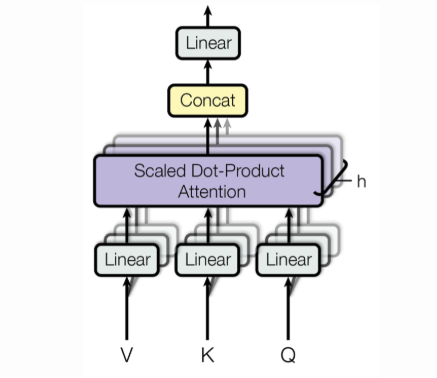 Linear
Concat
Scaled Dot-Product
Attention
h
Linear Linear Linear
V K Q